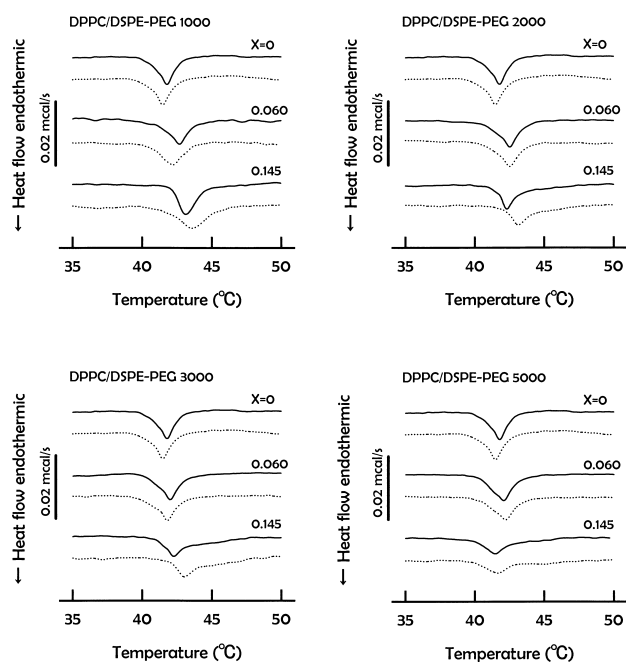 DPPC/DSPE-PEG 1000
X=0
0.060
0.145
← Heat flow endothermic
0.02 mcal/s
35 40 45 50
Temperature (°C)
DPPC/DSPE-PEG 2000
X=0
0.060
0.145
← Heat flow endothermic
0.02 mcal/s
35 40 45 50
Temperature (°C)
DPPC/DSPE-PEG 3000
X=0
0.060
0.145
← Heat flow endothermic
0.02 mcal/s
35 40 45 50
Temperature (°C)
DPPC/DSPE-PEG 5000
X=0
0.060
0.145
← Heat flow endothermic
0.02 mcal/s
35 40 45 50
Temperature (°C)